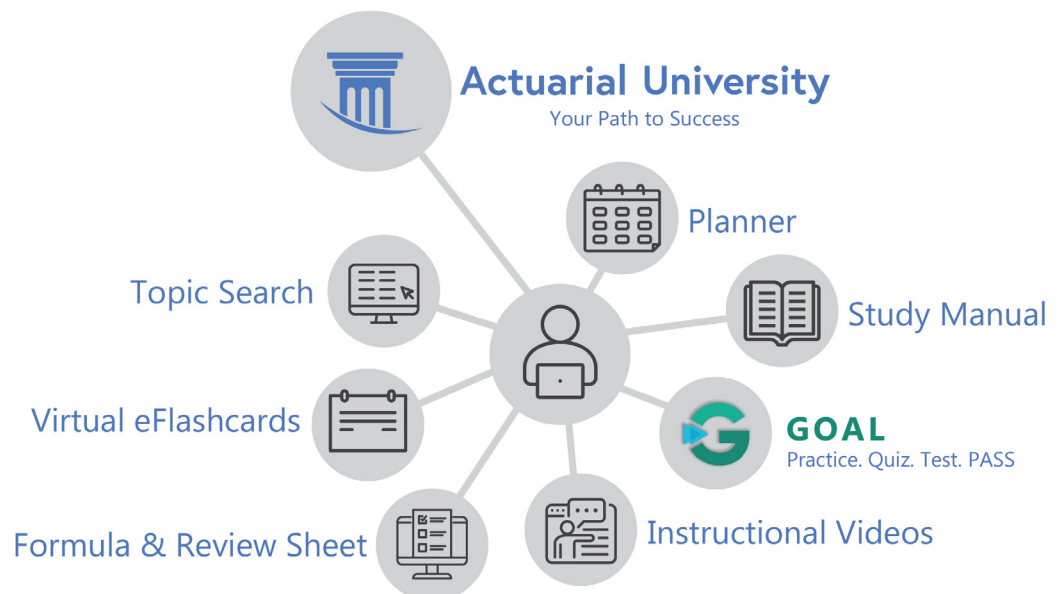 Actuarial University
Your Path to Success
Planner
Topic Search
Study Manual
Virtual eFlashcards
G
GOAL
Practice. Quiz. Test. PASS
Formula & Review Sheet
Instructional Videos